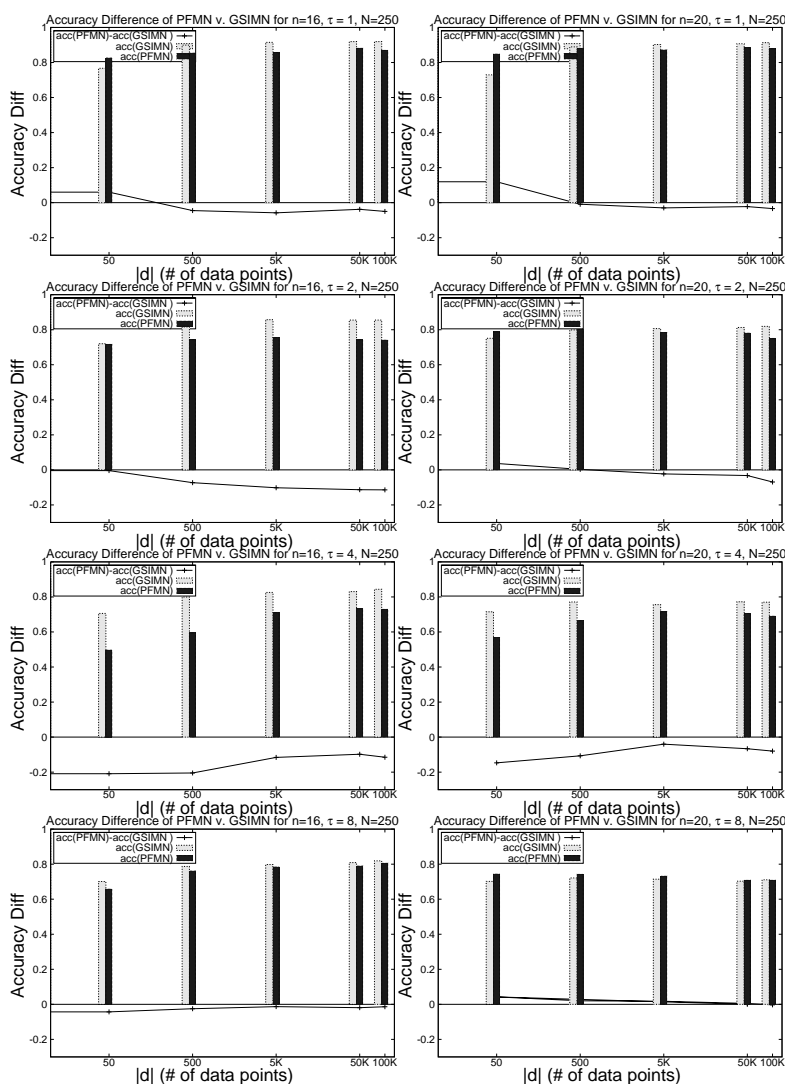 Accuracy Difference of PFMN v. GSIMN for n=16, τ = 1, N=250
acc(PFMN)-acc(GSIMN )
acc(GSIMN)
acc(PFMN)
1
0.8
0.6
0.4
0.2
0
-0.2
Accuracy Diff
50
500
5K
50K
100K
|d| (# of data points)
Accuracy Difference of PFMN v. GSIMN for n=20, τ = 1, N=250
acc(PFMN)-acc(GSIMN )
acc(GSIMN)
acc(PFMN)
1
0.8
0.6
0.4
0.2
0
-0.2
Accuracy Diff
50
500
5K
50K
100K
|d| (# of data points)
Accuracy Difference of PFMN v. GSIMN for n=16, τ = 2, N=250
acc(PFMN)-acc(GSIMN )
acc(GSIMN)
acc(PFMN)
1
0.8
0.6
0.4
0.2
0
-0.2
Accuracy Diff
50
500
5K
50K
100K
|d| (# of data points)
Accuracy Difference of PFMN v. GSIMN for n=20, τ = 2, N=250
acc(PFMN)-acc(GSIMN )
acc(GSIMN)
acc(PFMN)
1
0.8
0.6
0.4
0.2
0
-0.2
Accuracy Diff
50
500
5K
50K
100K
|d| (# of data points)
Accuracy Difference of PFMN v. GSIMN for n=16, τ = 4, N=250
acc(PFMN)-acc(GSIMN )
acc(GSIMN)
acc(PFMN)
1
0.8
0.6
0.4
0.2
0
-0.2
Accuracy Diff
50
500
5K
50K
100K
|d| (# of data points)
Accuracy Difference of PFMN v. GSIMN for n=20, τ = 4, N=250
acc(PFMN)-acc(GSIMN )
acc(GSIMN)
acc(PFMN)
1
0.8
0.6
0.4
0.2
0
-0.2
Accuracy Diff
50
500
5K
50K
100K
|d| (# of data points)
Accuracy Difference of PFMN v. GSIMN for n=16, τ = 8, N=250
acc(PFMN)-acc(GSIMN )
acc(GSIMN)
acc(PFMN)
1
0.8
0.6
0.4
0.2
0
-0.2
Accuracy Diff
50
500
5K
50K
100K
|d| (# of data points)
Accuracy Difference of PFMN v. GSIMN for n=20, τ = 8, N=250
acc(PFMN)-acc(GSIMN )
acc(GSIMN)
acc(PFMN)
1
0.8
0.6
0.4
0.2
0
-0.2
Accuracy Diff
50
500
5K
50K
100K
|d| (# of data points)